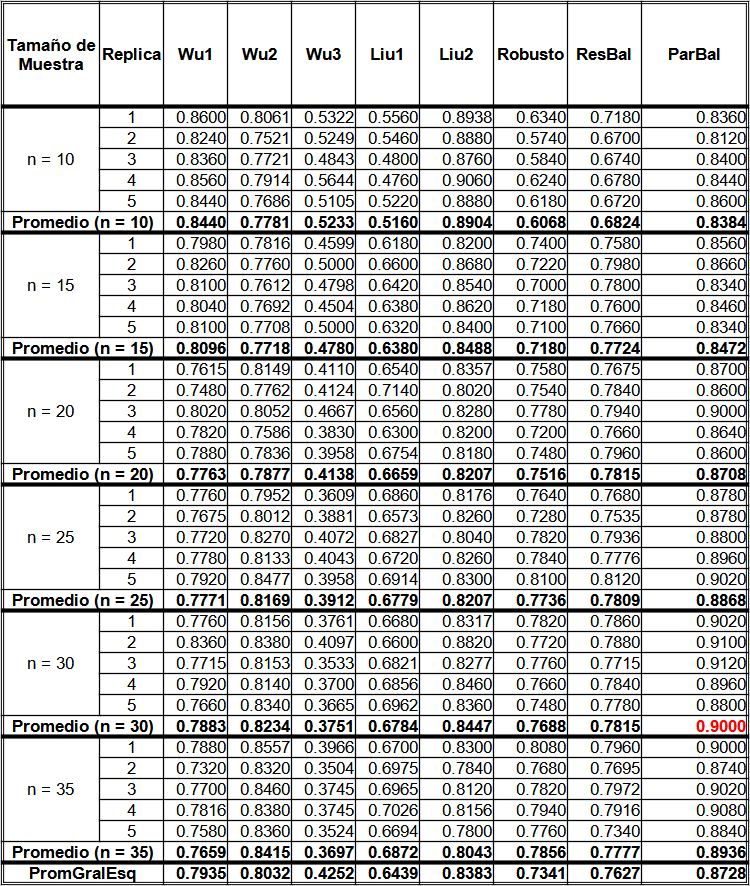 Tamaño de Muestra Replica Wu1 Wu2 Wu3 Liu1 Liu2 Robusto ResBal ParBal
n = 10 1 0.8600 0.8061 0.5322 0.5560 0.8938 0.6340 0.7180 0.8360
2 0.8240 0.7521 0.5249 0.5460 0.8880 0.5740 0.6700 0.8120
3 0.8360 0.7721 0.4843 0.4800 0.8760 0.5840 0.6740 0.8400
4 0.8560 0.7914 0.5644 0.4760 0.9060 0.6240 0.6780 0.8440
5 0.8440 0.7686 0.5105 0.5220 0.8880 0.6180 0.6720 0.8600
Promedio (n = 10) 0.8440 0.7781 0.5233 0.5160 0.8904 0.6068 0.6824 0.8384
n = 15 1 0.7980 0.7816 0.4599 0.6180 0.8200 0.7400 0.7580 0.8560
2 0.8260 0.7760 0.5000 0.6600 0.8680 0.7220 0.7980 0.8660
3 0.8100 0.7612 0.4798 0.6420 0.8540 0.7000 0.7800 0.8340
4 0.8040 0.7692 0.4504 0.6380 0.8620 0.7180 0.7600 0.8460
5 0.8100 0.7708 0.5000 0.6320 0.8400 0.7100 0.7660 0.8340
Promedio (n = 15) 0.8096 0.7718 0.4780 0.6380 0.8488 0.7180 0.7724 0.8472
n = 20 1 0.7615 0.8149 0.4110 0.6540 0.8357 0.7580 0.7675 0.8700
2 0.7480 0.7762 0.4124 0.7140 0.8020 0.7540 0.7840 0.8600
3 0.8020 0.8052 0.4667 0.6560 0.8280 0.7780 0.7940 0.9000
4 0.7820 0.7586 0.3830 0.6300 0.8200 0.7200 0.7660 0.8640
5 0.7880 0.7836 0.3958 0.6754 0.8180 0.7480 0.7960 0.8600
Promedio (n = 20) 0.7763 0.7877 0.4138 0.6659 0.8207 0.7516 0.7815 0.8708
n = 25 1 0.7760 0.7952 0.3609 0.6860 0.8176 0.7640 0.7680 0.8780
2 0.7675 0.8012 0.3881 0.6573 0.8260 0.7280 0.7535 0.8780
3 0.7720 0.8270 0.4072 0.6827 0.8040 0.7820 0.7936 0.8800
4 0.7780 0.8133 0.4043 0.6720 0.8260 0.7840 0.7776 0.8960
5 0.7920 0.8477 0.3958 0.6914 0.8300 0.8100 0.8120 0.9020
Promedio (n = 25) 0.7771 0.8169 0.3912 0.6779 0.8207 0.7736 0.7809 0.8868
n = 30 1 0.7760 0.8156 0.3761 0.6680 0.8317 0.7820 0.7860 0.9020
2 0.8360 0.8380 0.4097 0.6600 0.8820 0.7720 0.7880 0.9100
3 0.7715 0.8153 0.3533 0.6821 0.8277 0.7760 0.7715 0.9120
4 0.7920 0.8140 0.3700 0.6856 0.8460 0.7660 0.7840 0.8960
5 0.7660 0.8340 0.3665 0.6962 0.8360 0.7480 0.7780 0.8800
Promedio (n = 30) 0.7883 0.8234 0.3751 0.6784 0.8447 0.7688 0.7815 0.9000
n = 35 1 0.7880 0.8557 0.3966 0.6700 0.8300 0.8080 0.7960 0.9000
2 0.7320 0.8320 0.3504 0.6975 0.7840 0.7680 0.7695 0.8740
3 0.7700 0.8460 0.3745 0.6965 0.8120 0.7820 0.7972 0.9020
4 0.7816 0.8380 0.3745 0.7026 0.8156 0.7940 0.7916 0.9080
5 0.7580 0.8360 0.3524 0.6694 0.7800 0.7760 0.7340 0.8840
Promedio (n = 35) 0.7659 0.8415 0.3697 0.6872 0.8043 0.7856 0.7777 0.8936
PromGralEsq 0.7935 0.8032 0.4252 0.6439 0.8383 0.7341 0.7627 0.8728